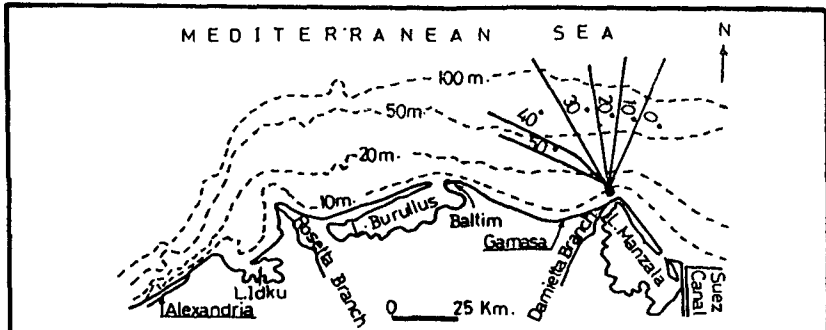 MEDITERRANEAN SEA
N
100 m.
50m.
20 m.
10m.
40°
50°
30°
20°
10°
0°
L. Burullus
Baltim
Gamasa
Rosetta Branch
Damietta Branch
L. Manzala
Suez
Canal
L.Idku
Alexandria
0 25 Km.